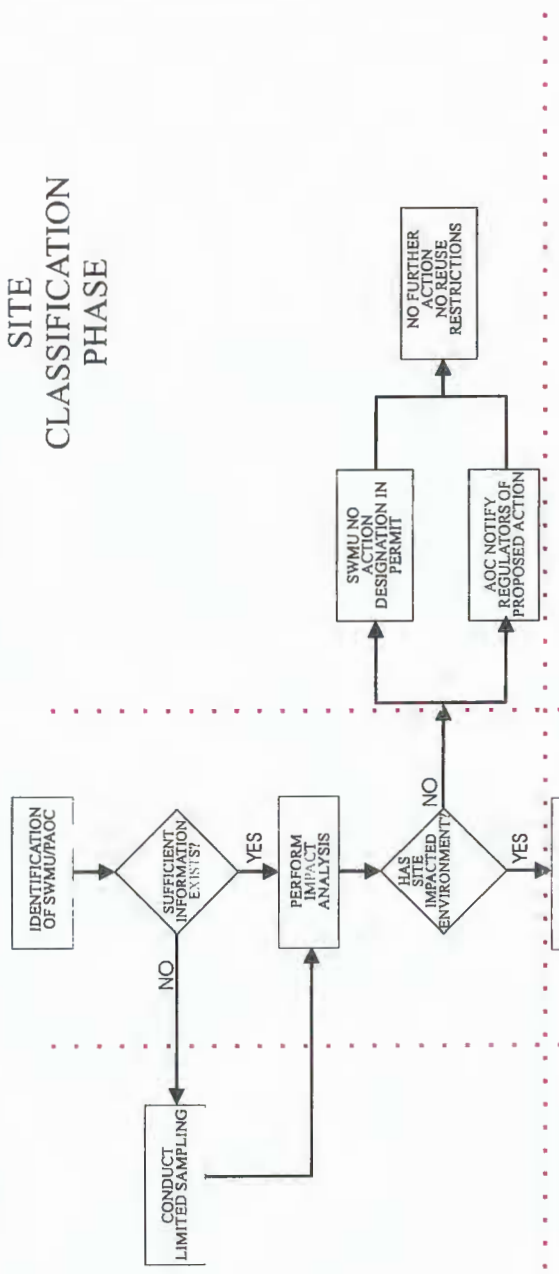 SITE
CLASSIFICATION
PHASE
IDENTIFICATION
OF SWMU/PAOC
SUFFICIENT
INFORMATION
EXISTS?
NO
YES
CONDUCT
LIMITED SAMPLING
PERFORM
IMPACT
ANALYSIS
HAS
SITE
IMPACTED
ENVIRONMENT?
NO
YES
SWMU NO
ACTION
DESIGNATION IN
PERMIT
AOC NOTIFY
REGULATORS OF
PROPOSED ACTION
NO FURTHER
ACTION
NO REUSE
RESTRICTIONS